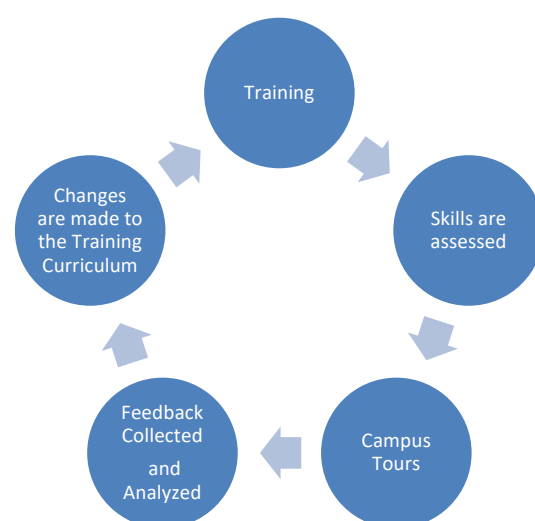 Training
Skills are
assessed
Campus
Tours
Feedback
Collected
and
Analyzed
Changes
are made to
the Training
Curriculum